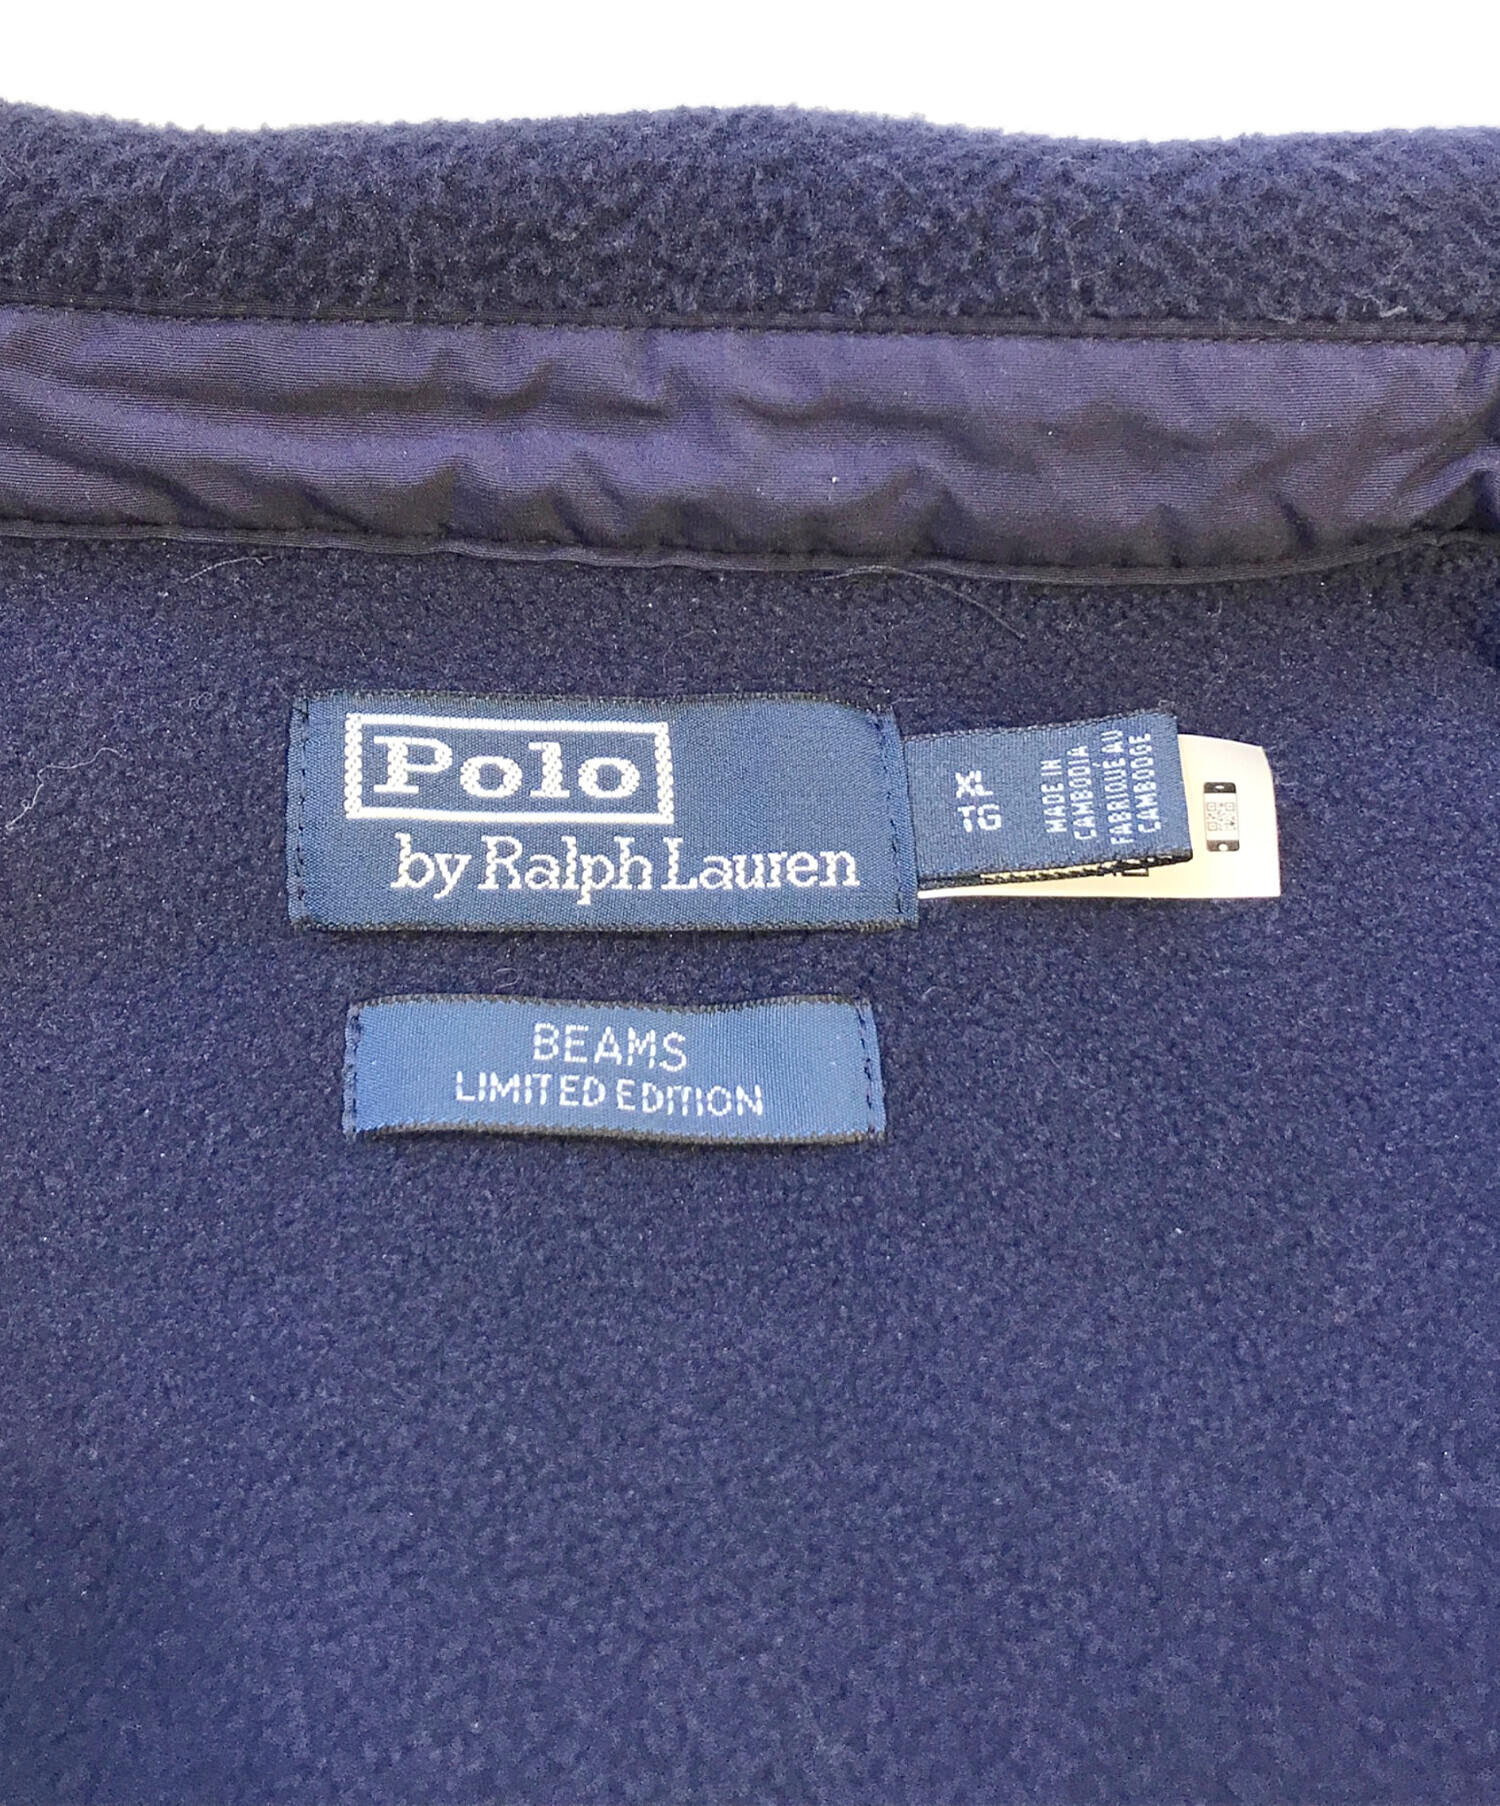 Polo
by Ralph Lauren
XL
TG
MADE IN
CAMBODIA
FABRIQUE AU
CAMBODGE
BEAMS
LIMITED EDITION